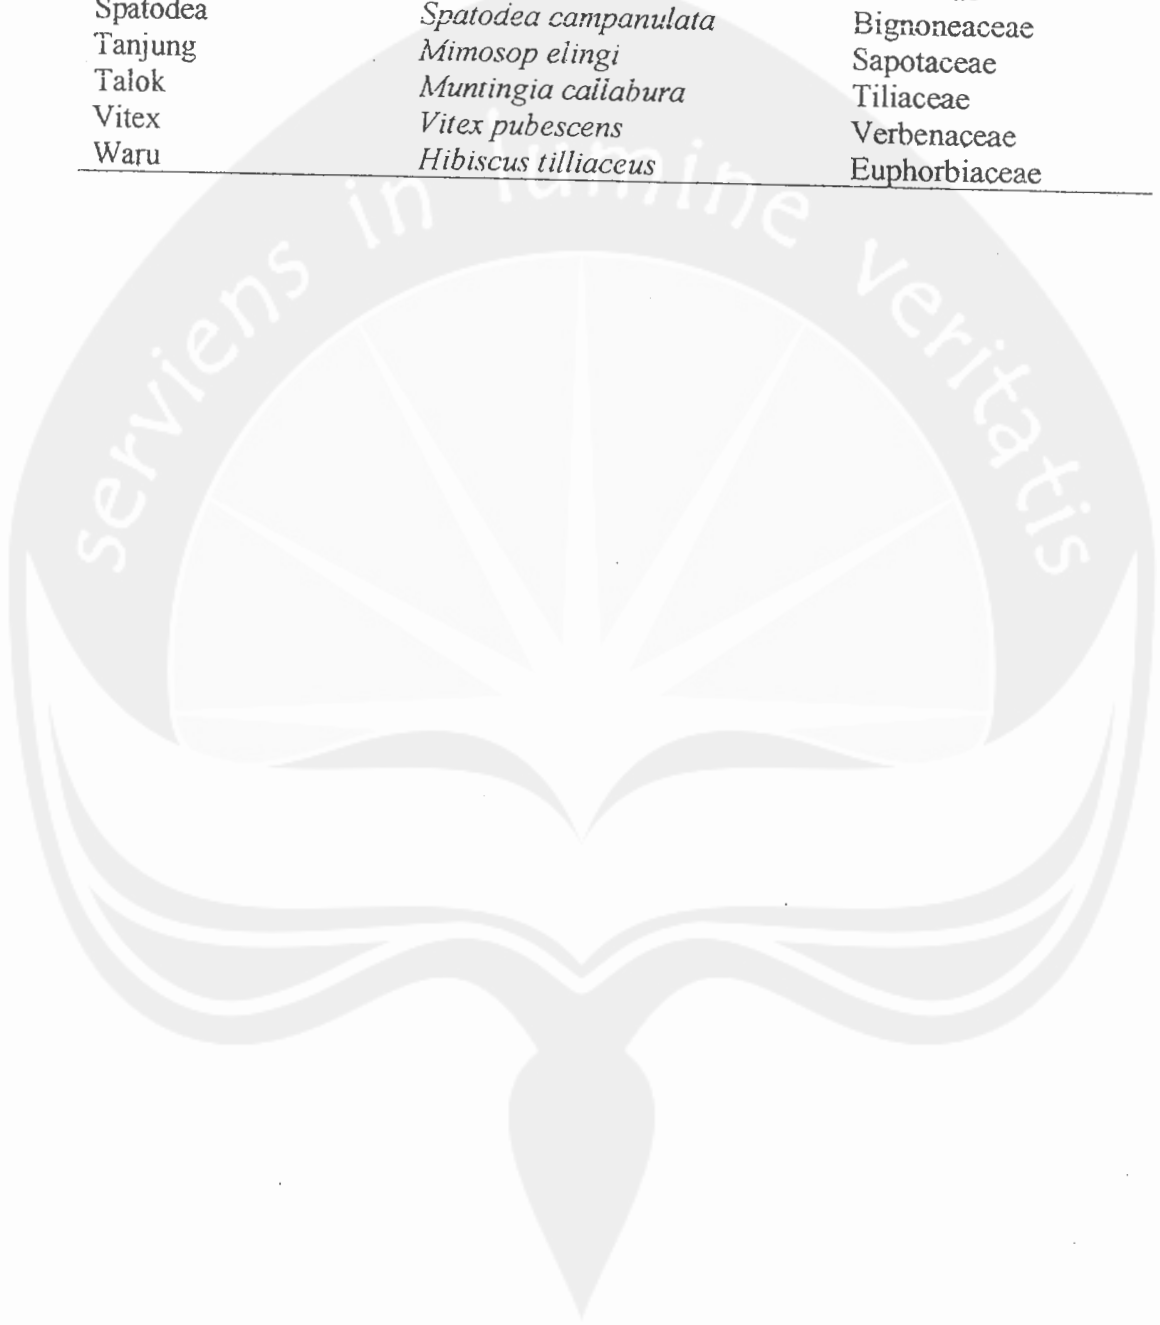 Spatodea Spatodea campanulata Bignoneaceae
Tanjung Mimosop elingi Sapotaceae
Talok Muntingia callabura Tiliaceae
Vitex Vitex pubescens Verbenaceae
Waru Hibiscus tilliaceus Euphorbiaceae
serviens in lumine veritatis